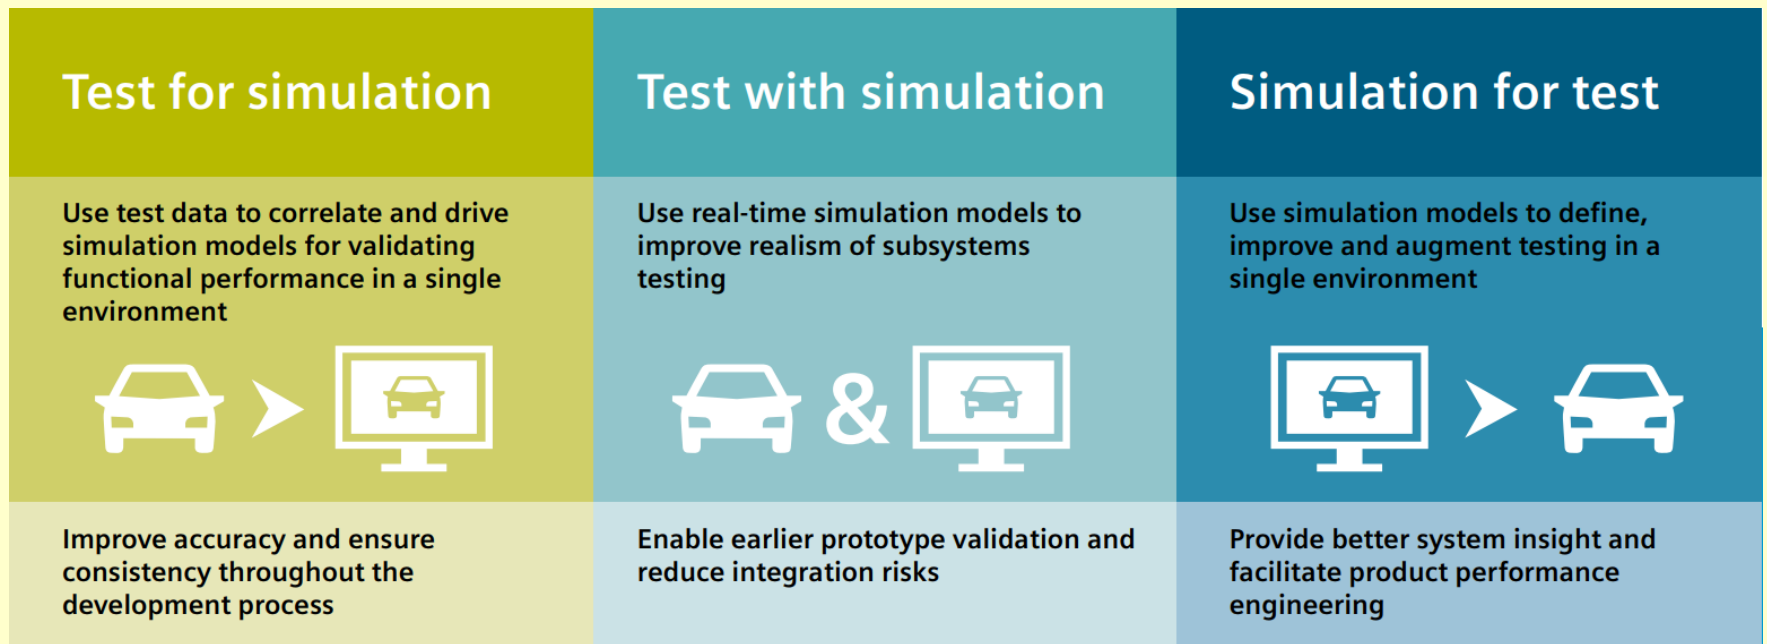 Test for simulation
Use test data to correlate and drive
simulation models for validating
functional performance in a single
environment
Improve accuracy and ensure
consistency throughout the
development process
Test with simulation
Use real-time simulation models to
improve realism of subsystems
testing
&
Enable earlier prototype validation and
reduce integration risks
Simulation for test
Use simulation models to define,
improve and augment testing in a
single environment
Provide better system insight and
facilitate product performance
engineering